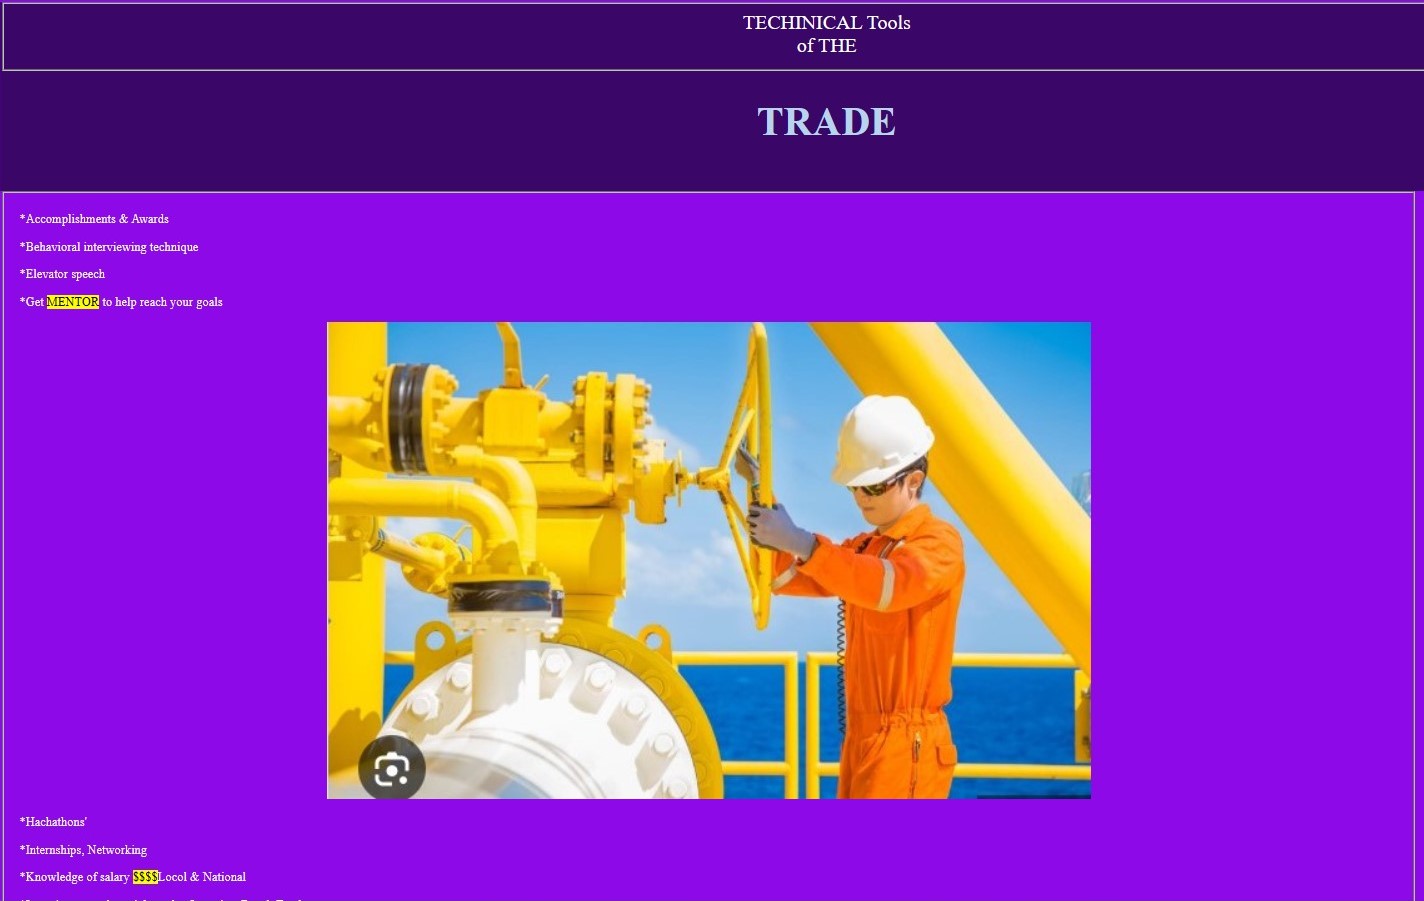 TECHINICAL Tools
of THE
TRADE
*Accomplishments & Awards
*Behavioral interviewing technique
*Elevator speech
*Get MENTOR to help reach your goals
*Hachathons'
*Internships, Networking
*Knowledge of salary $$$$Locol & National